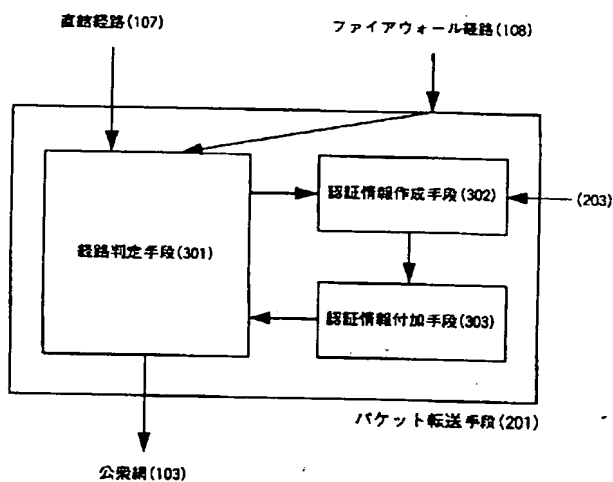 直結経路(107)
ファイアウォール経路(108)
認証情報作成手段(302)
(203)
経路判定手段(301)
認証情報付加手段(303)
パケット転送手段(201)
公衆網(103)